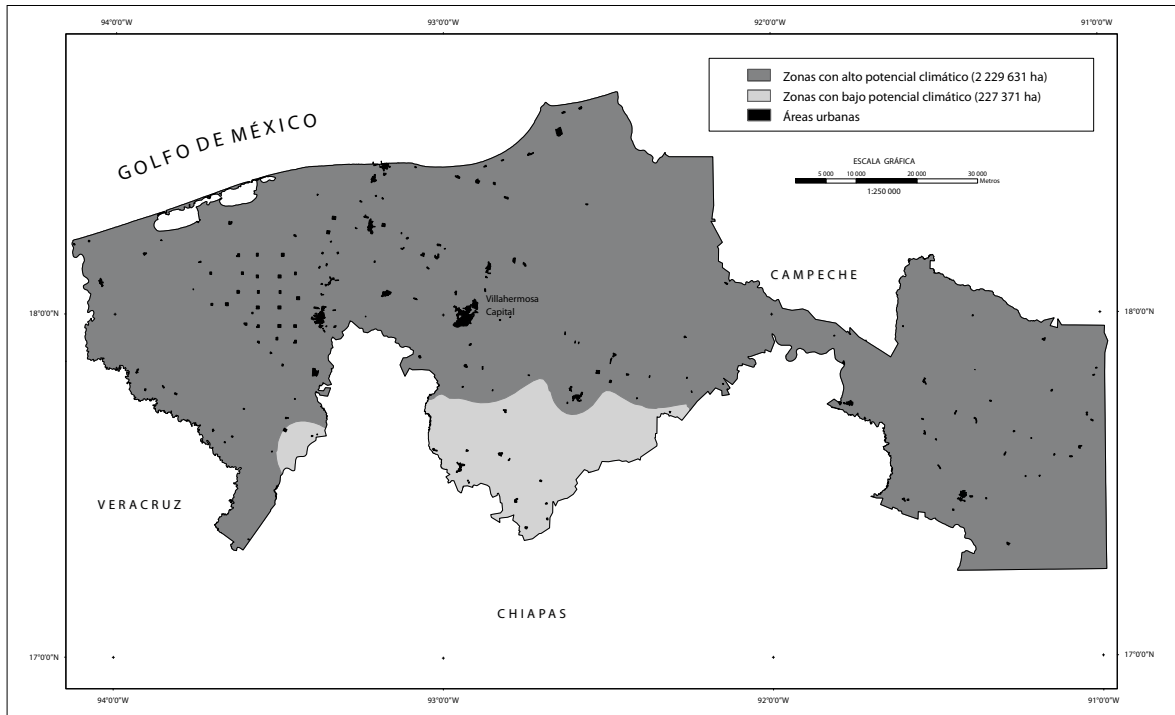 94°0'0"W 93°0'0"W 92°0'0"W 91°0'0"W
Zonas con alto potencial climático (2 229 631 ha)
Zonas con bajo potencial climático (227 371 ha)
Áreas urbanas
GOLFO DE MÉXICO
ESCALA GRÁFICA
5 000 10 000 20 000 30 000
Metros
1:250 000
CAMPECHE
Villahermosa
Capital
18°0'0"N 18°0'0"N
VERACRUZ
CHIAPAS
17°0'0"N 17°0'0"N
94°0'0"W 93°0'0"W 92°0'0"W 91°0'0"W